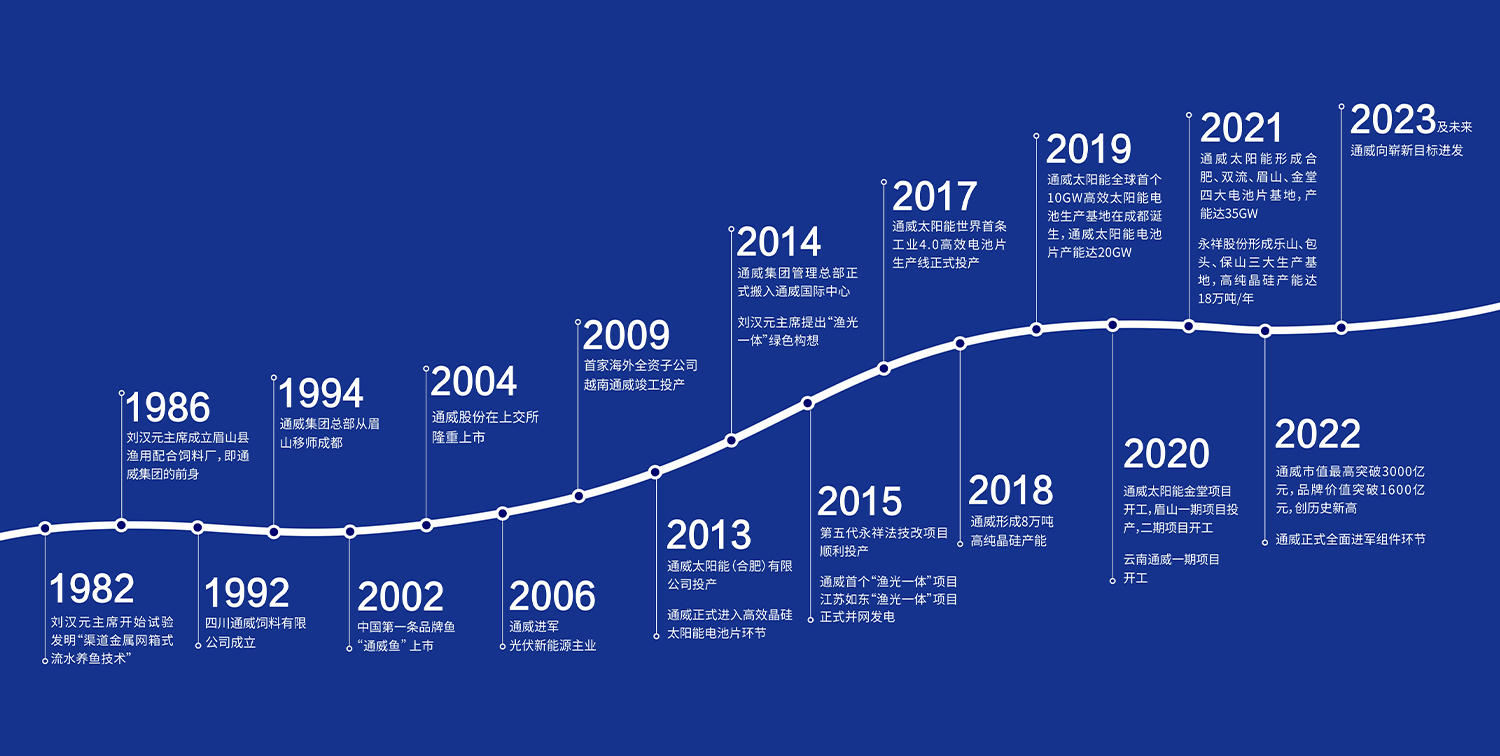 1982
刘汉元主席开始试验
发明“渠道金属网箱式
流水养鱼技术”
1986
刘汉元主席成立眉山县
渔用配合饲料厂，即通
威集团的前身
1992
四川通威饲料有限
公司成立
1994
通威集团总部从眉
山移师成都
2002
中国第一条品牌鱼
“通威鱼” 上市
2004
通威股份在上交所
隆重上市
2006
通威进军
光伏新能源主业
2009
首家海外全资子公司
越南通威竣工投产
2013
通威太阳能（合肥）有限
公司投产
通威正式进入高效晶硅
太阳能电池片环节
2014
通威集团管理总部正
式搬入通威国际中心
刘汉元主席提出“渔光
一体”绿色构想
2015
第五代永祥法技改项目
顺利投产
通威首个“渔光一体”项目
江苏如东“渔光一体”项目
正式并网发电
2017
通威太阳能世界首条
工业4.0高效电池片
生产线正式投产
2018
通威形成8万吨
高纯晶硅产能
2019
通威太阳能全球首个
10GW高效太阳能电
池生产基地在成都诞
生，通威太阳能电池
片产能达20GW
2020
通威太阳能金堂项目
开工，眉山一期项目投
产，二期项目开工
云南通威一期项目
开工
2021
通威太阳能形成合
肥、双流、眉山、金堂
四大电池片基地，产
能达35GW
永祥股份形成乐山、包
头、保山三大生产基
地，高纯晶硅产能达
18万吨/年
2022
通威市值最高突破3000亿
元，品牌价值突破1600亿
元，创历史新高
通威正式全面进军组件环节
2023及未来
通威向崭新目标进发